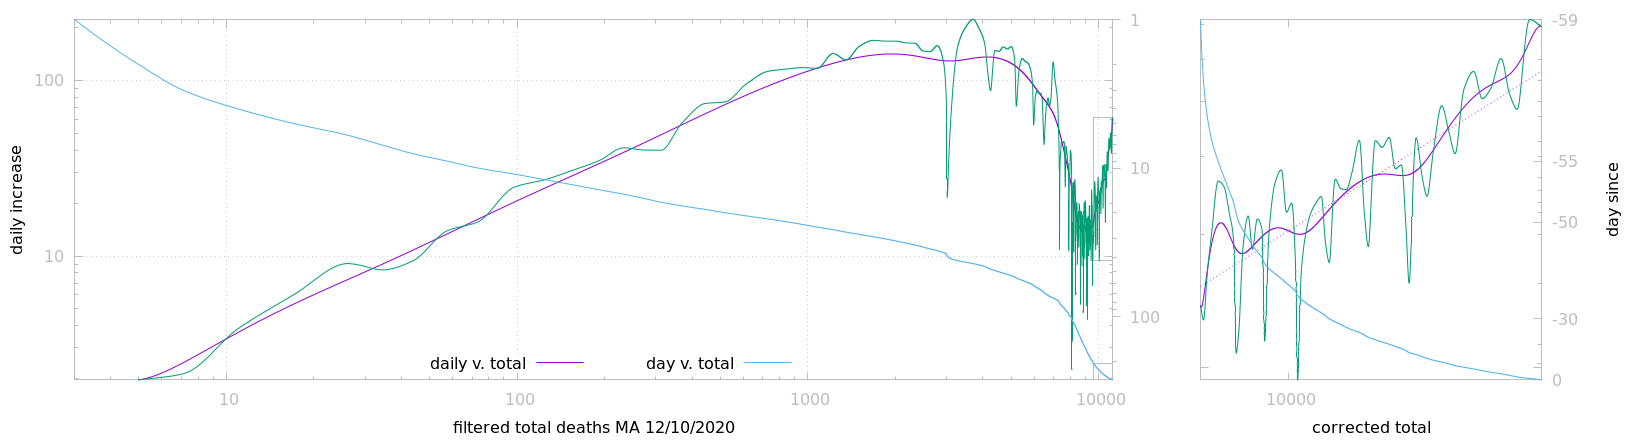 1
-59
100
-55
10
daily increase
day since
-50
10
-30
100
daily v. total
day v. total
0
10
100
1000
10000
10000
filtered total deaths MA 12/10/2020
corrected total